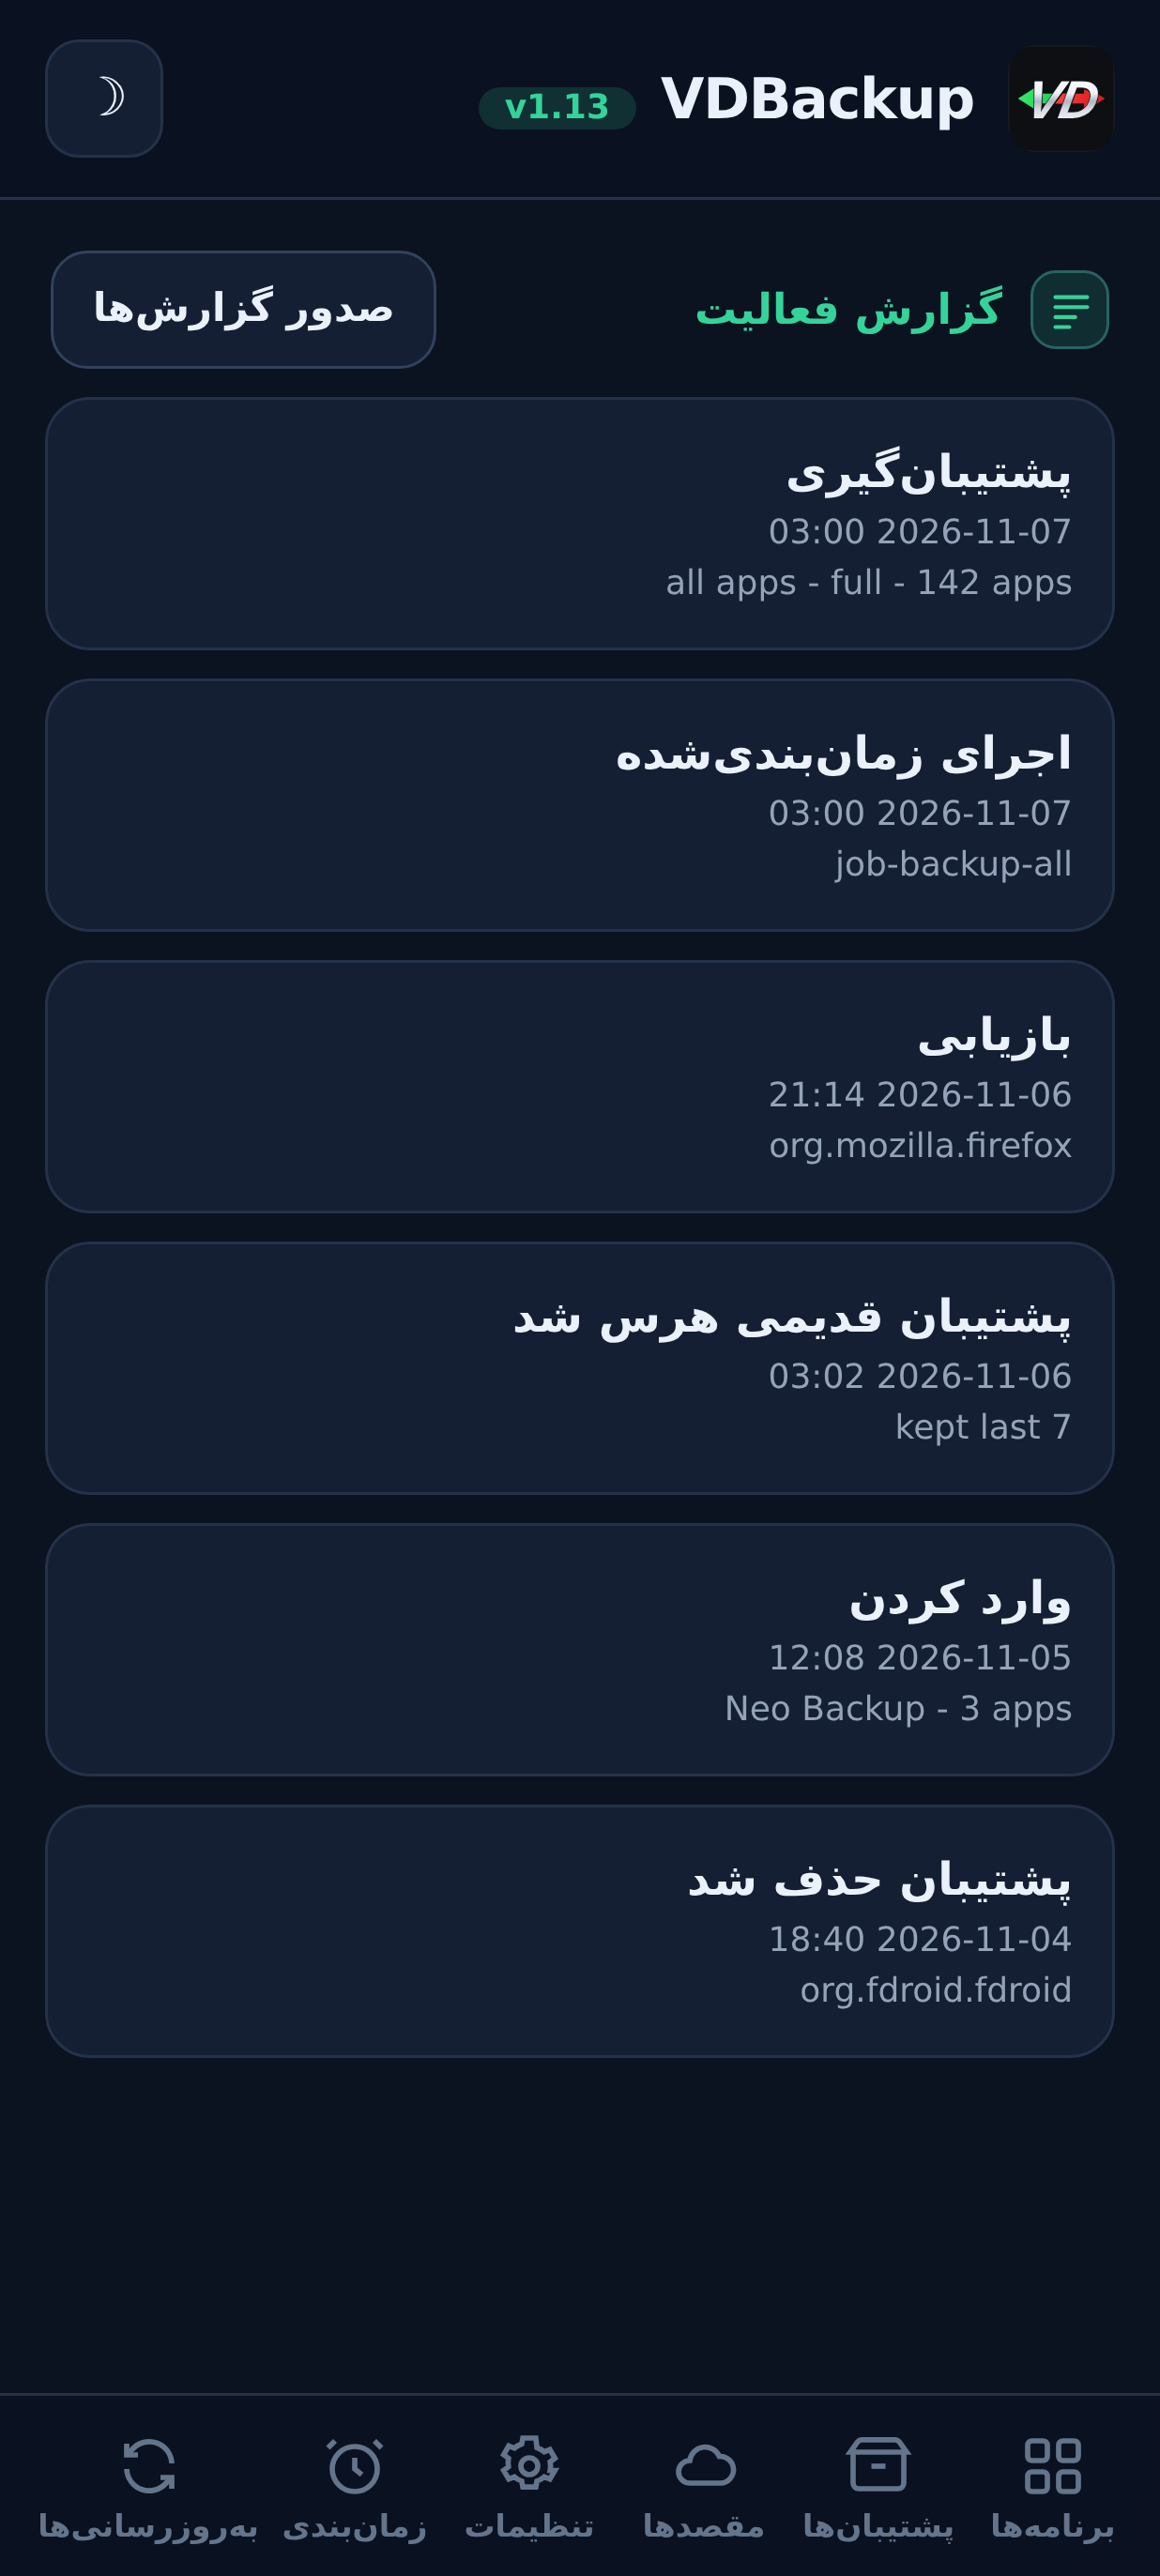 VD
VDBackup v1.13
گزارش فعالیت
صدور گزارش‌ها
پشتیبان‌گیری
2026-11-07 03:00
all apps - full - 142 apps
اجرای زمان‌بندی‌شده
2026-11-07 03:00
job-backup-all
بازیابی
2026-11-06 21:14
org.mozilla.firefox
پشتیبان قدیمی هرس شد
2026-11-06 03:02
kept last 7
وارد کردن
2026-11-05 12:08
Neo Backup - 3 apps
پشتیبان حذف شد
2026-11-04 18:40
org.fdroid.fdroid
برنامه‌ها
پشتیبان‌ها
مقصدها
تنظیمات
زمان‌بندی
به‌روزرسانی‌ها